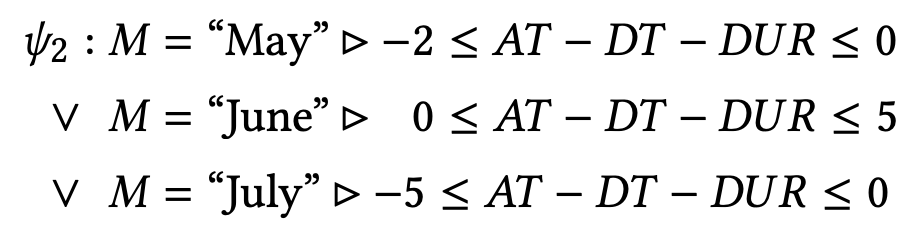 ψ₂ : M = “May” ▷ −2 ≤ AT − DT − DUR ≤ 0
∨ M = “June” ▷ 0 ≤ AT − DT − DUR ≤ 5
∨ M = “July” ▷ −5 ≤ AT − DT − DUR ≤ 0